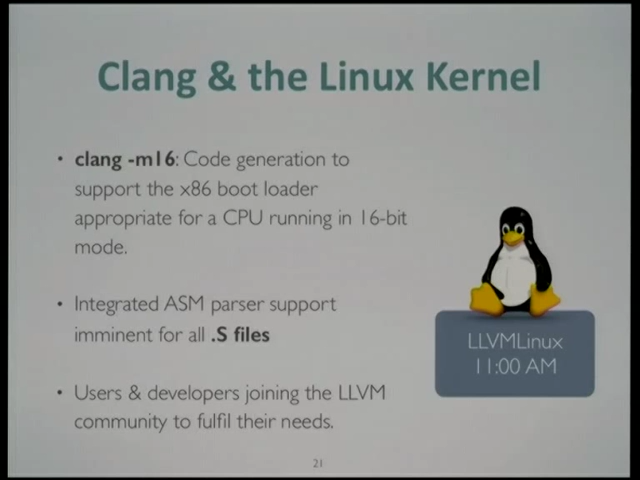 Clang & the Linux Kernel
• clang -m16: Code generation to
support the x86 boot loader
appropriate for a CPU running in 16-bit
mode.
• Integrated ASM parser support
imminent for all .S files
• Users & developers joining the LLVM
community to fulfil their needs.
LLVMLinux
11:00 AM
21